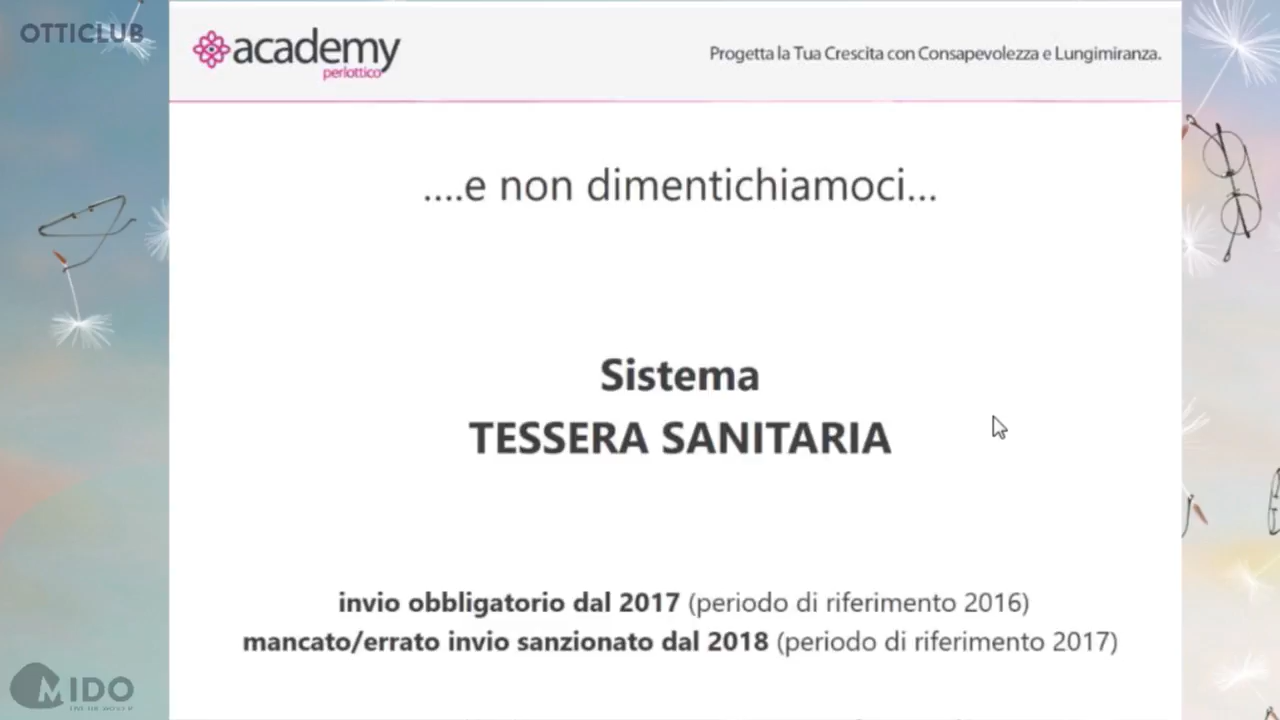 OTTICLUB
academy
perlottico
Progetta la Tua Crescita con Consapevolezza e Lungimiranza.
....e non dimentichiamoci...
Sistema
TESSERA SANITARIA
invio obbligatorio dal 2017 (periodo di riferimento 2016)
mancato/errato invio sanzionato dal 2018 (periodo di riferimento 2017)
MIDO